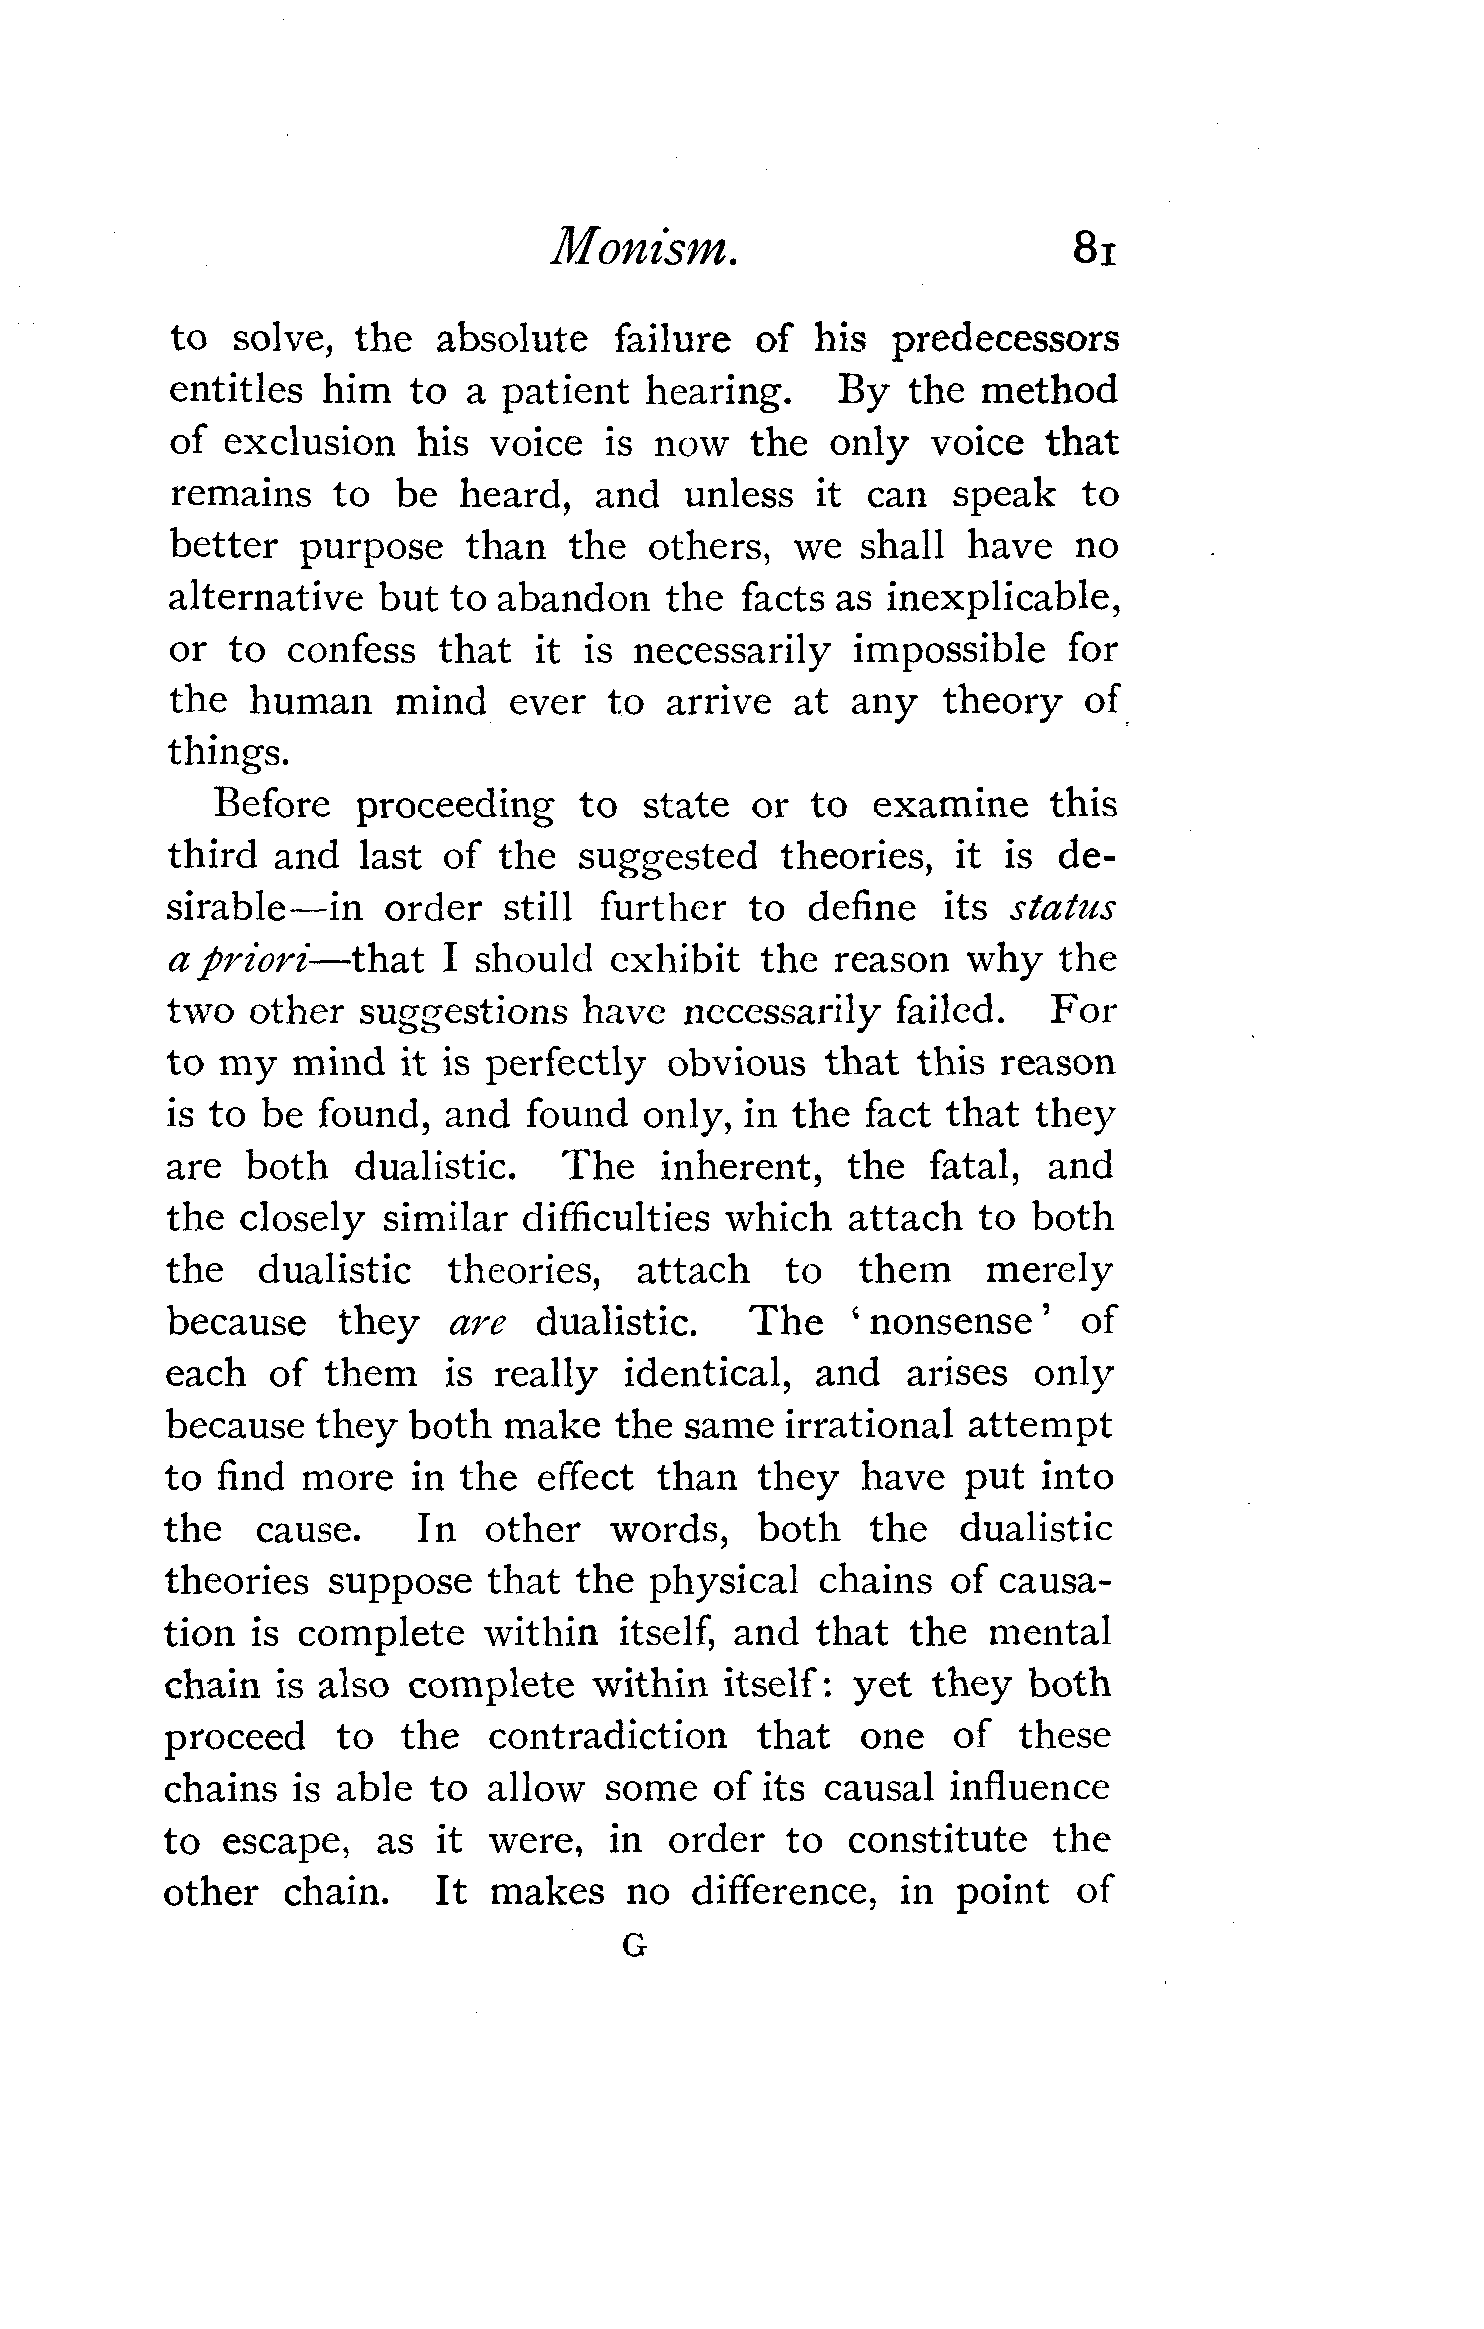 Monism. 81
to solve, the absolute failure of his predecessors
entitles him to a patient hearing. By the method
of exclusion his voice is now the only voice that
remains to be heard, and unless it can speak to
better purpose than the others, we shall have no
alternative but to abandon the facts as inexplicable,
or to confess that it is necessarily impossible for
the human mind ever to arrive at any theory of
things.
Before proceeding to state or to examine this
third and last of the suggested theories, it is de-
sirable—in order still further to define its status
a priori—that I should exhibit the reason why the
two other suggestions have necessarily failed. For
to my mind it is perfectly obvious that this reason
is to be found, and found only, in the fact that they
are both dualistic. The inherent, the fatal, and
the closely similar difficulties which attach to both
the dualistic theories, attach to them merely
because they are dualistic. The ‘nonsense’ of
each of them is really identical, and arises only
because they both make the same irrational attempt
to find more in the effect than they have put into
the cause. In other words, both the dualistic
theories suppose that the physical chains of causa-
tion is complete within itself, and that the mental
chain is also complete within itself: yet they both
proceed to the contradiction that one of these
chains is able to allow some of its causal influence
to escape, as it were, in order to constitute the
other chain. It makes no difference, in point of
G